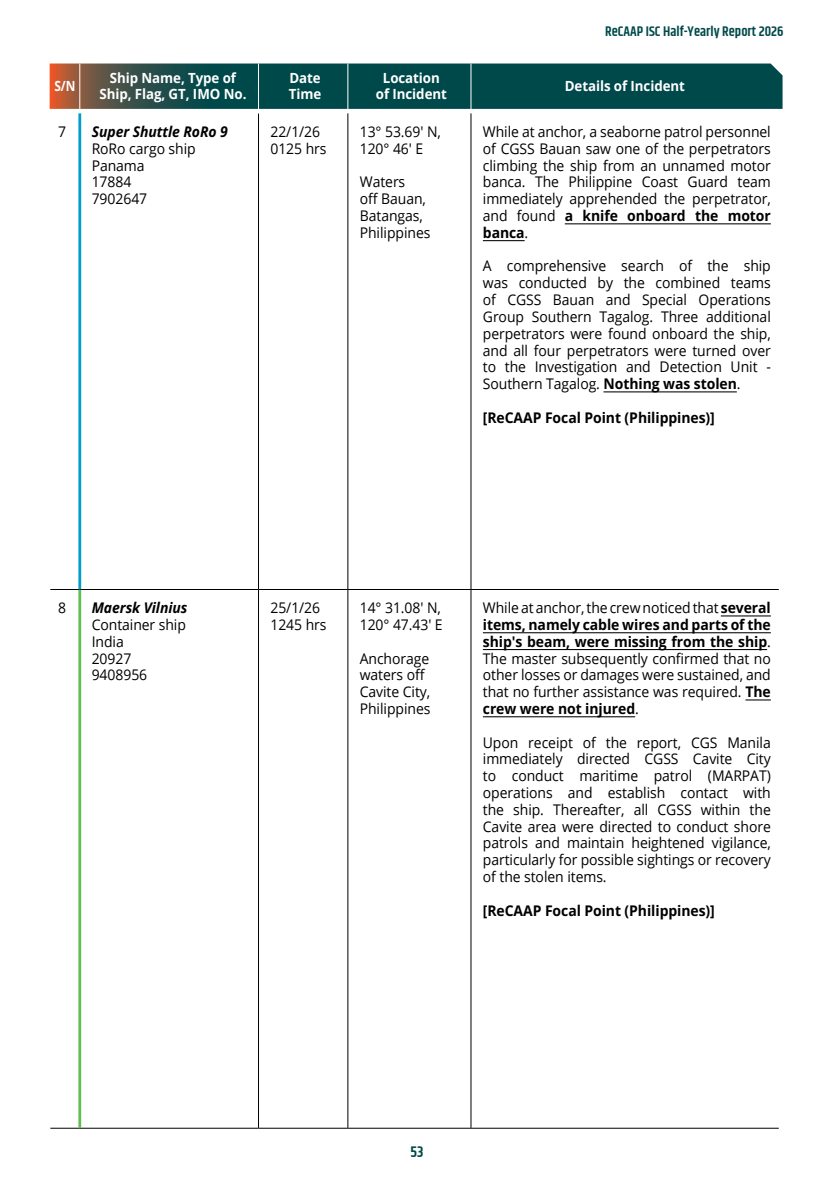 ReCAAP ISC Half-Yearly Report 2026
S/N
Ship Name, Type of
Ship, Flag, GT, IMO No.
Date
Time
Location
of Incident
Details of Incident
7
Super Shuttle RoRo 9
RoRo cargo ship
Panama
17884
7902647
22/1/26
0125 hrs
13° 53.69' N,
120° 46' E
Waters
off Bauan,
Batangas,
Philippines
While at anchor, a seaborne patrol personnel
of CGSS Bauan saw one of the perpetrators
climbing the ship from an unnamed motor
banca. The Philippine Coast Guard team
immediately apprehended the perpetrator,
and found a knife onboard the motor
banca.
A comprehensive search of the ship
was conducted by the combined teams
of CGSS Bauan and Special Operations
Group Southern Tagalog. Three additional
perpetrators were found onboard the ship,
and all four perpetrators were turned over
to the Investigation and Detection Unit -
Southern Tagalog. Nothing was stolen.
[ReCAAP Focal Point (Philippines)]
8
Maersk Vilnius
Container ship
India
20927
9408956
25/1/26
1245 hrs
14° 31.08' N,
120° 47.43' E
Anchorage
waters off
Cavite City,
Philippines
While at anchor, the crew noticed that several
items, namely cable wires and parts of the
ship's beam, were missing from the ship.
The master subsequently confirmed that no
other losses or damages were sustained, and
that no further assistance was required. The
crew were not injured.
Upon receipt of the report, CGS Manila
immediately directed CGSS Cavite City
to conduct maritime patrol (MARPAT)
operations and establish contact with
the ship. Thereafter, all CGSS within the
Cavite area were directed to conduct shore
patrols and maintain heightened vigilance,
particularly for possible sightings or recovery
of the stolen items.
[ReCAAP Focal Point (Philippines)]
53